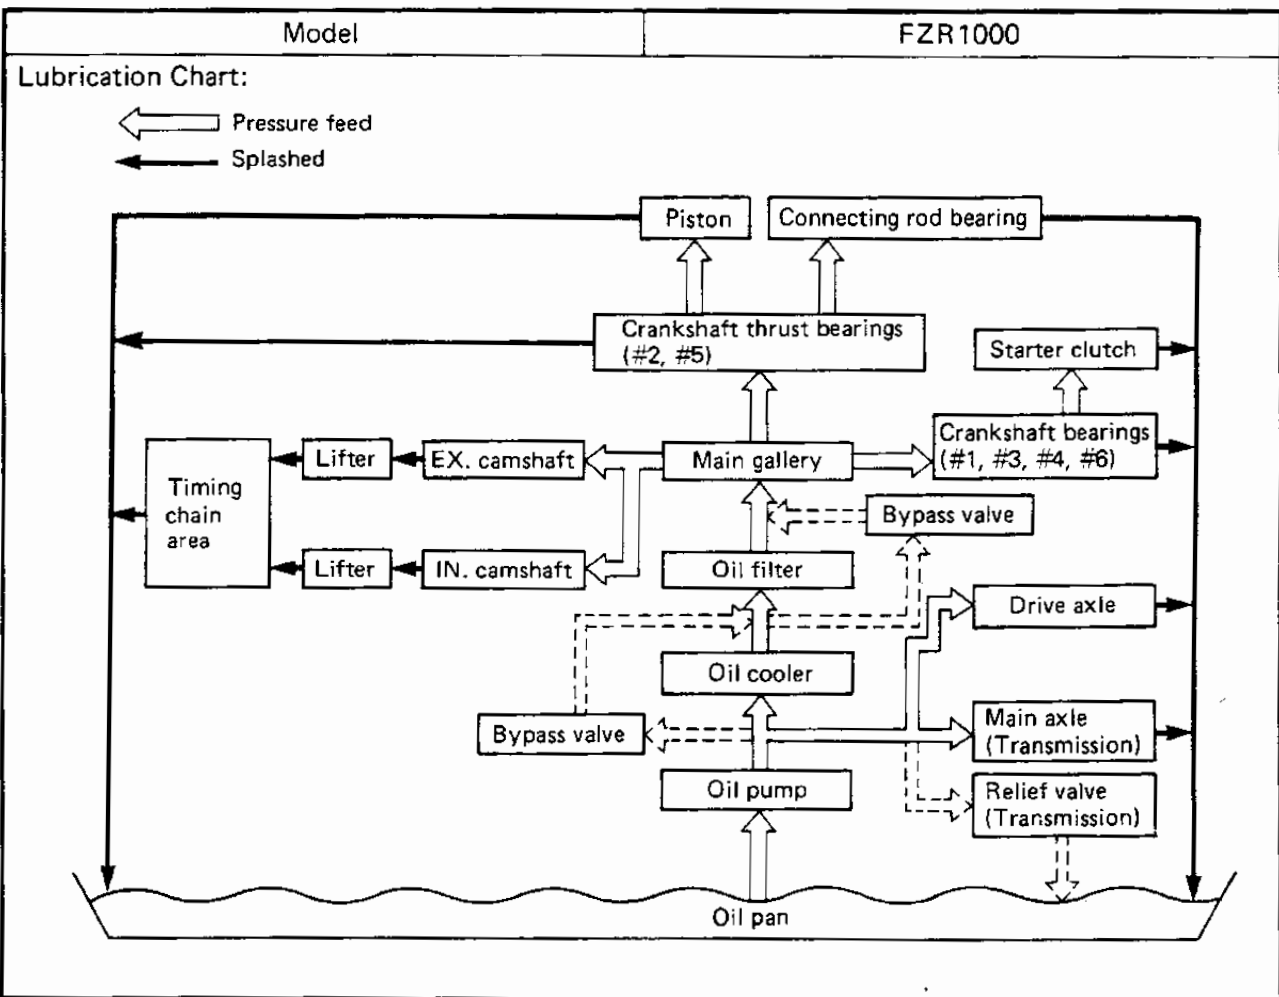 Model
FZR1000
Lubrication Chart:
Pressure feed
Splashed
Piston
Connecting rod bearing
Crankshaft thrust bearings
(#2, #5)
Starter clutch
Crankshaft bearings
(#1, #3, #4, #6)
Timing
chain
area
Lifter
EX. camshaft
Main gallery
Bypass valve
Lifter
IN. camshaft
Oil filter
Drive axle
Oil cooler
Bypass valve
Main axle
(Transmission)
Oil pump
Relief valve
(Transmission)
Oil pan